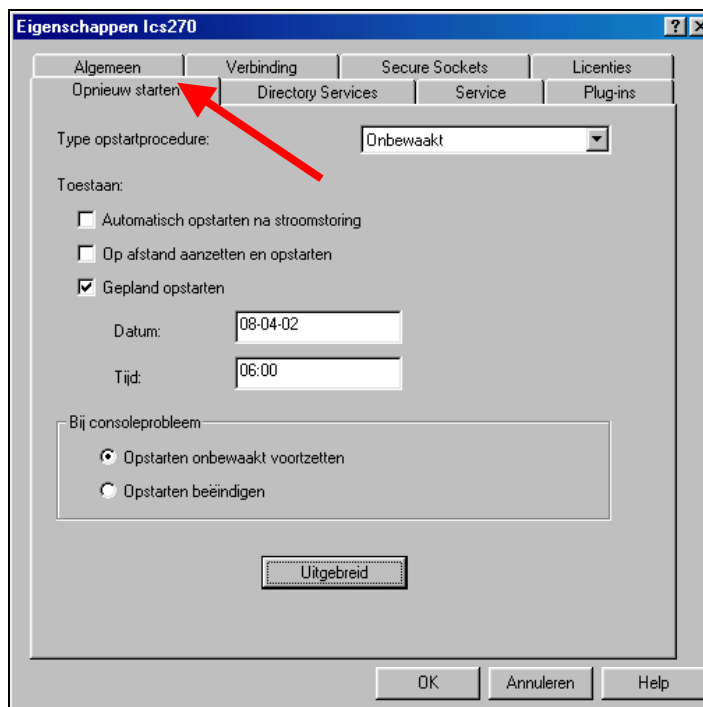 Eigenschappen Ics270
Algemeen Verbinding Secure Sockets Licenties
Opnieuw starten Directory Services Service Plug-ins
Type opstartprocedure: Onbewaakt
Toestaan:
Automatisch opstarten na stroomstoring
Op afstand aanzetten en opstarten
Gepland opstarten
Datum: 08-04-02
Tijd: 06:00
Bij consoleprobleem
Opstarten onbewaakt voortzetten
Opstarten beëindigen
Uitgebreid
OK Annuleren Help